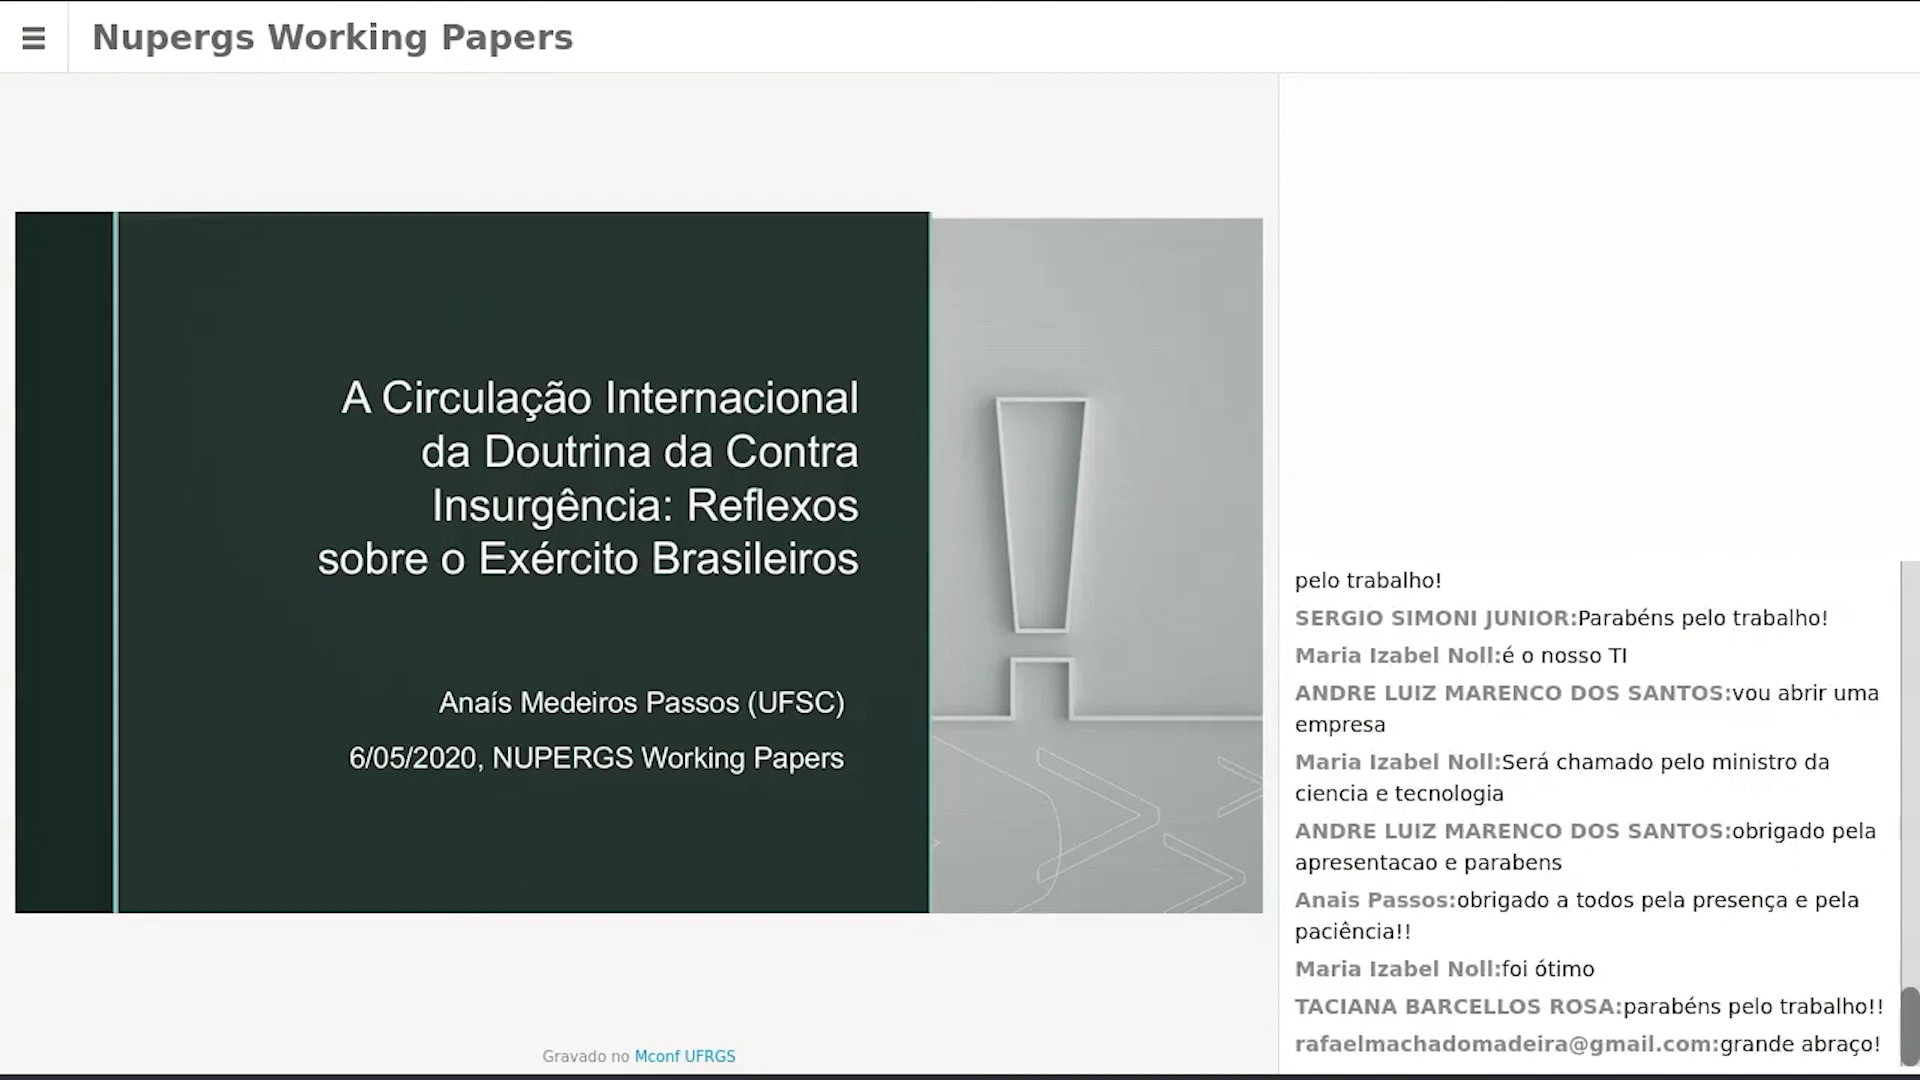 Nupergs Working Papers
A Circulação Internacional
da Doutrina da Contra
Insurgência: Reflexos
sobre o Exército Brasileiros
Anaís Medeiros Passos (UFSC)
6/05/2020, NUPERGS Working Papers
Gravado no Mconf UFRGS
pelo trabalho!
SERGIO SIMONI JUNIOR:Parabéns pelo trabalho!
Maria Izabel Noll:é o nosso TI
ANDRE LUIZ MARENCO DOS SANTOS:vou abrir uma
empresa
Maria Izabel Noll:Será chamado pelo ministro da
ciencia e tecnologia
ANDRE LUIZ MARENCO DOS SANTOS:obrigado pela
apresentacao e parabens
Anais Passos:obrigado a todos pela presença e pela
paciência!!
Maria Izabel Noll:foi ótimo
TACIANA BARCELLOS ROSA:parabéns pelo trabalho!!
rafaelmachadomadeira@gmail.com:grande abraço!